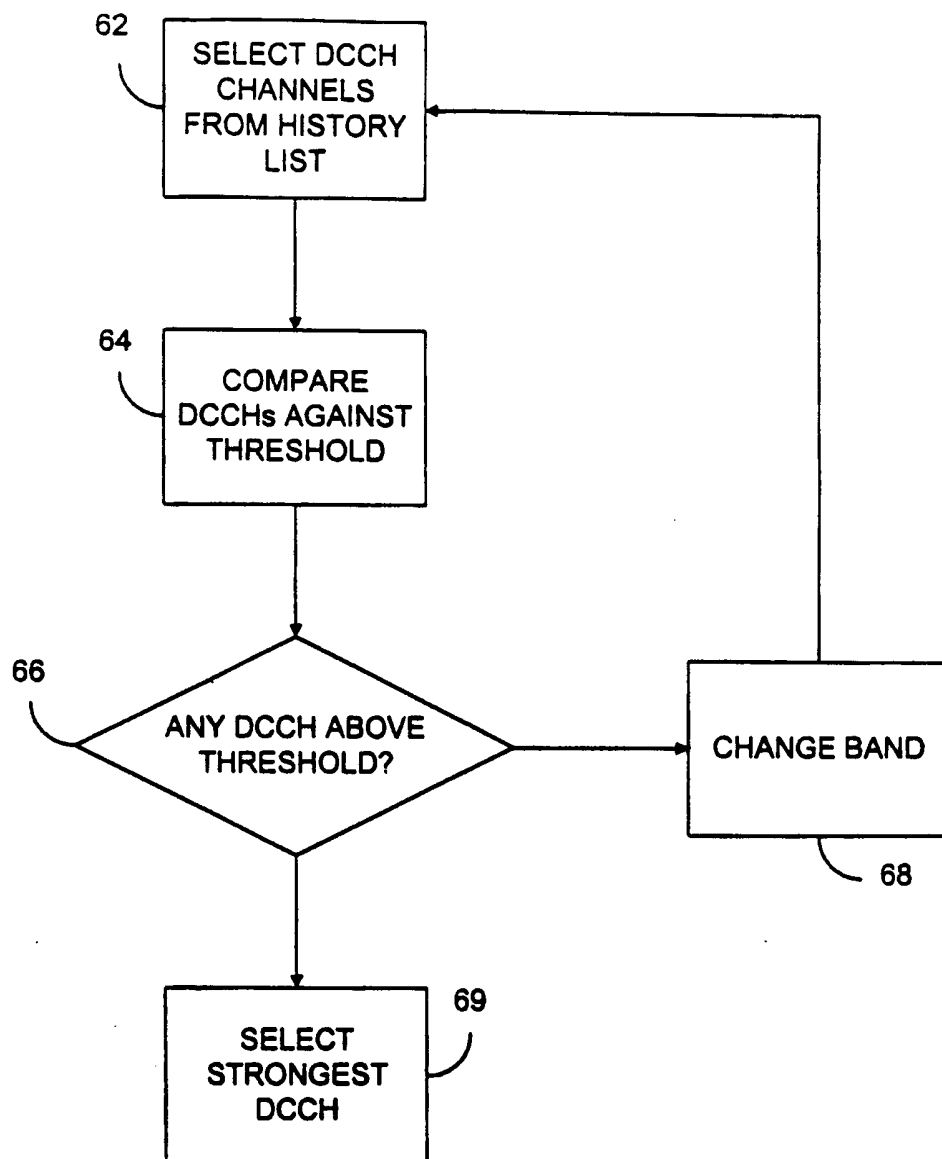 62
SELECT DCCH
CHANNELS
FROM HISTORY
LIST
64
COMPARE
DCCHs AGAINST
THRESHOLD
66
ANY DCCH ABOVE
THRESHOLD?
CHANGE BAND
68
69
SELECT
STRONGEST
DCCH